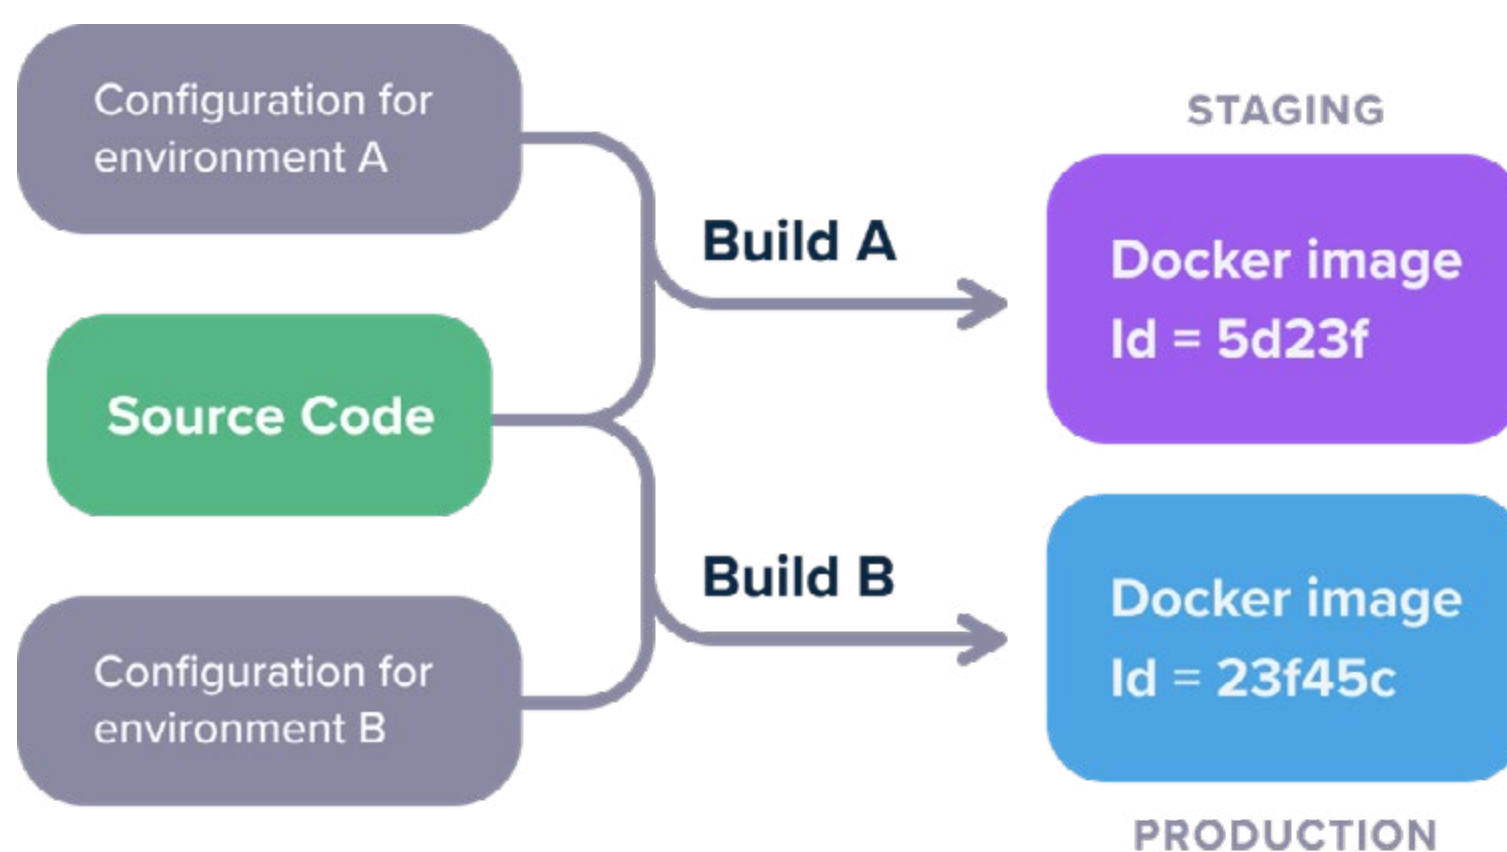 Configuration for
environment A
STAGING
Build A
Docker image
Id = 5d23f
Source Code
Build B
Docker image
Id = 23f45c
Configuration for
environment B
PRODUCTION